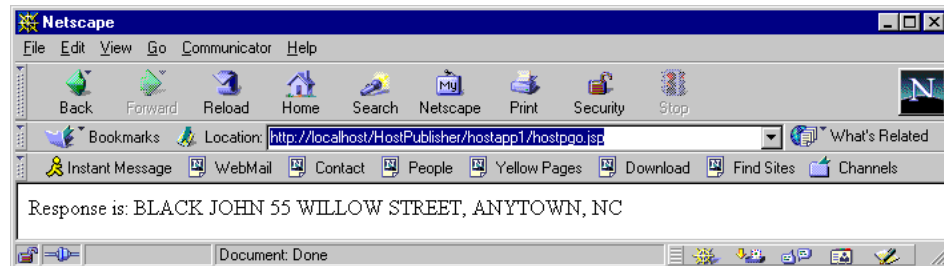 Netscape
File Edit View Go Communicator Help
My
Back Forward Reload Home Search Netscape Print Security Stop
N
Bookmarks Location: http://localhost/HostPublisher/hostapp1/hostpgo.jsp What's Related
Instant Message WebMail Contact People Yellow Pages Download Find Sites Channels
Response is: BLACK JOHN 55 WILLOW STREET, ANYTOWN, NC
Document: Done